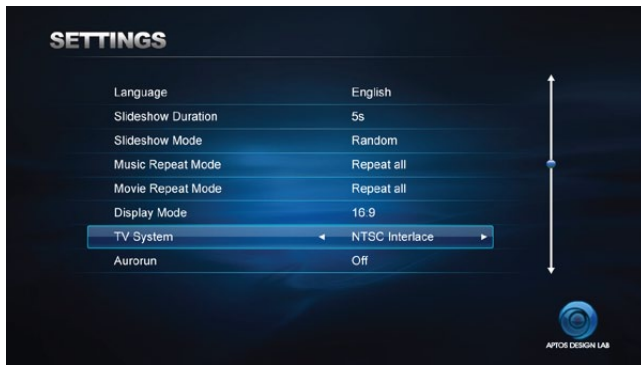 SETTINGS
Language English
Slideshow Duration 5s
Slideshow Mode Random
Music Repeat Mode Repeat all
Movie Repeat Mode Repeat all
Display Mode 16:9
TV System NTSC Interlace
Aurorun Off
APTOS DESIGN LAB